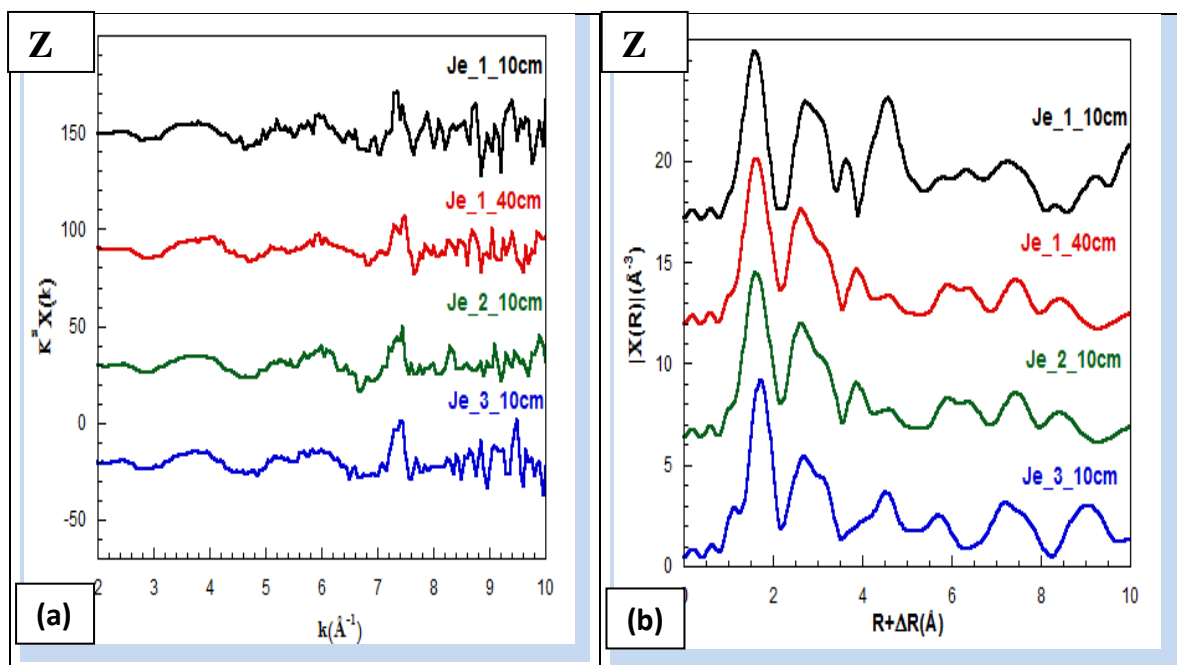 Z
Je_1_10cm
150
Je_1_40cm
100
Je_2_10cm
50
Je_3_10cm
0
-50
K³X(k)
2 3 4 5 6 7 8 9 10
k(Å⁻¹)
(a)
Z
Je_1_10cm
20
Je_1_40cm
15
Je_2_10cm
10
Je_3_10cm
5
0
|X(R)|(Å⁻³)
0 2 4 6 8 10
R+ΔR(Å)
(b)